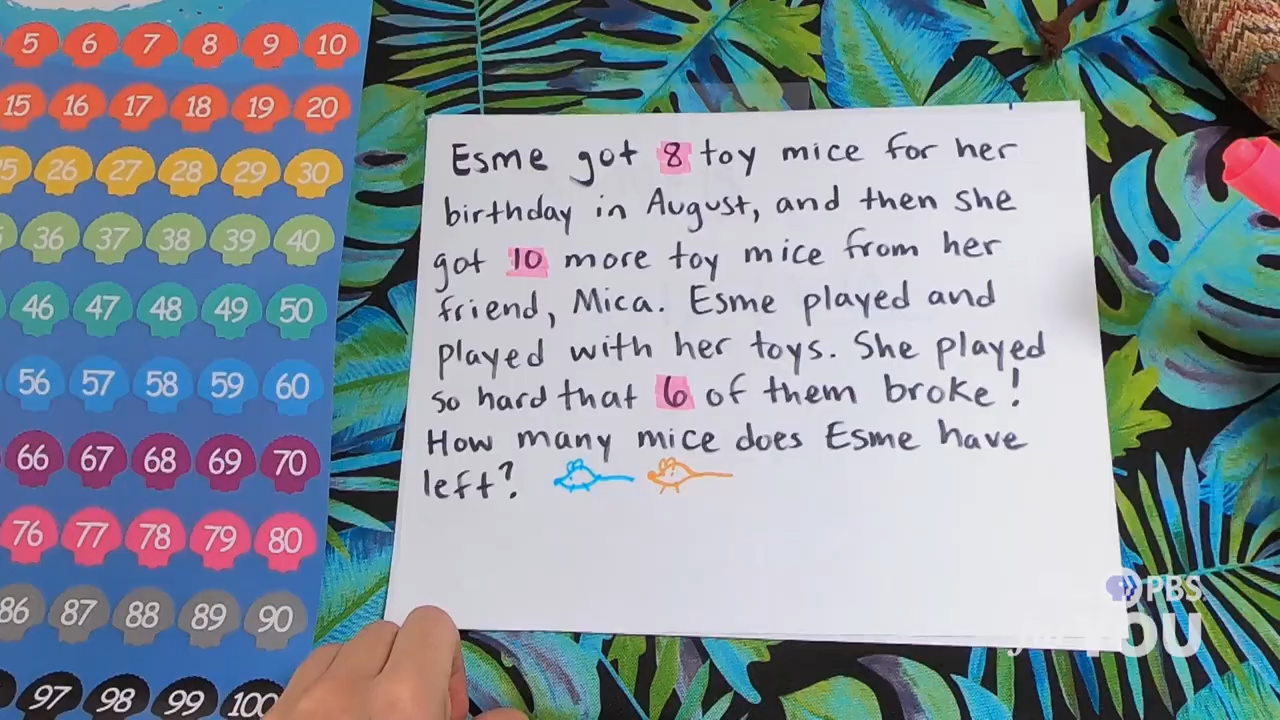 5 6 7 8 9 10
15 16 17 18 19 20
25 26 27 28 29 30
36 37 38 39 40
46 47 48 49 50
56 57 58 59 60
66 67 68 69 70
76 77 78 79 80
86 87 88 89 90
97 98 99 100
Esme got 8 toy mice for her
birthday in August, and then she
got 10 more toy mice from her
friend, Mica. Esme played and
played with her toys. She played
so hard that 6 of them broke!
How many mice does Esme have
left?
PBS
for YOU